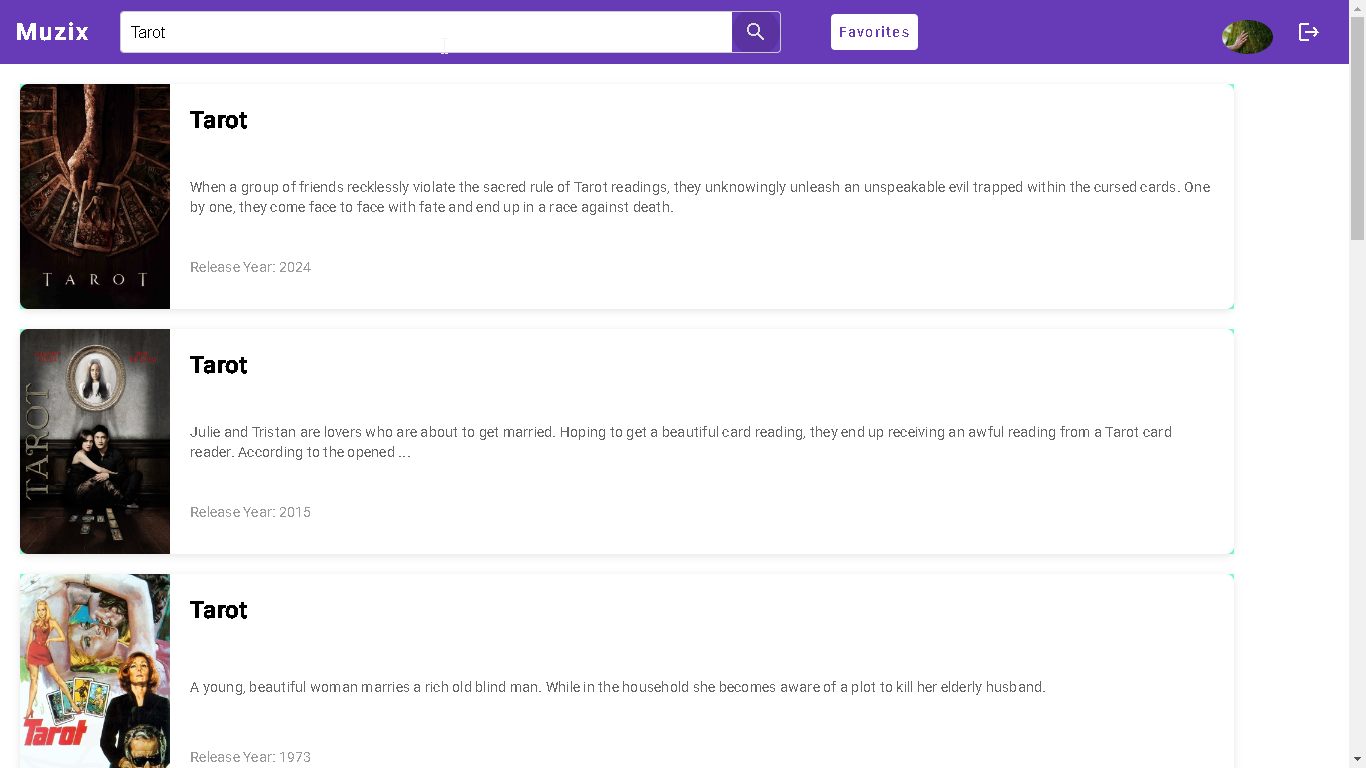 Muzix
Tarot
Favorites
TAROT
Tarot
When a group of friends recklessly violate the sacred rule of Tarot readings, they unknowingly unleash an unspeakable evil trapped within the cursed cards. One
by one, they come face to face with fate and end up in a race against death.
Release Year: 2024
TAROT
Tarot
Julie and Tristan are lovers who are about to get married. Hoping to get a beautiful card reading, they end up receiving an awful reading from a Tarot card
reader. According to the opened ...
Release Year: 2015
Tarot
Tarot
A young, beautiful woman marries a rich old blind man. While in the household she becomes aware of a plot to kill her elderly husband.
Release Year: 1973